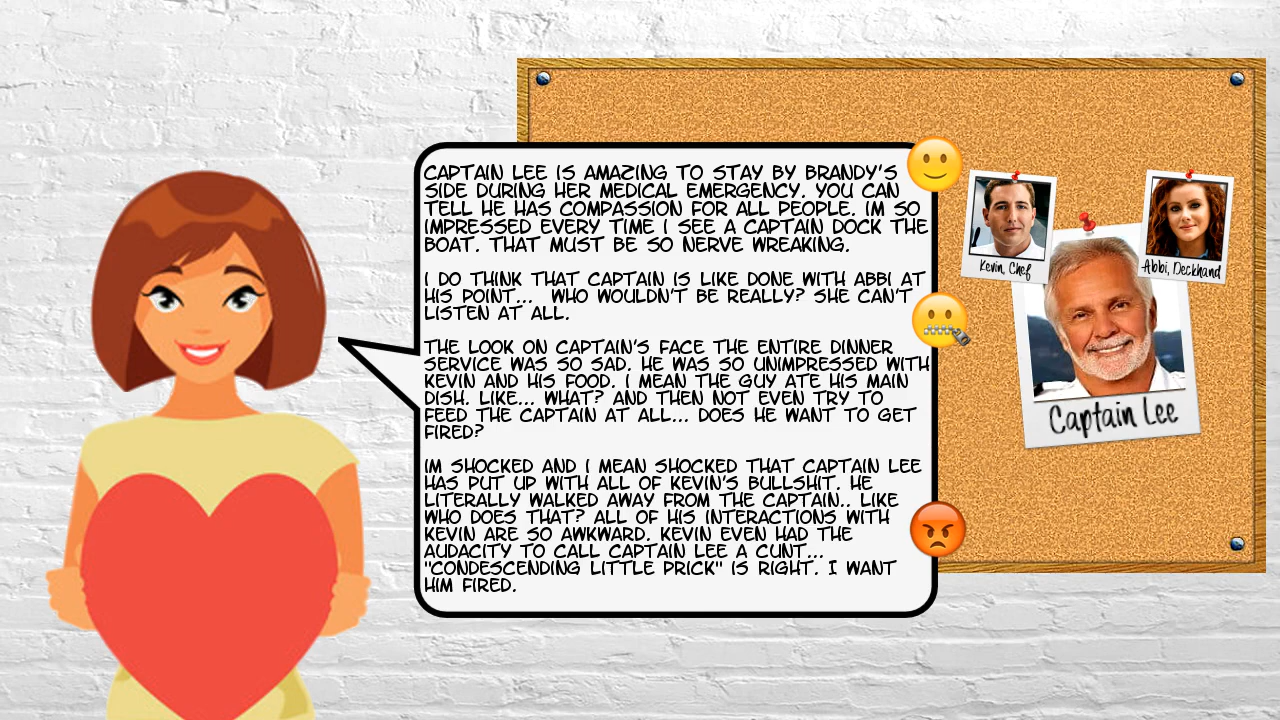 CAPTAIN LEE IS AMAZING TO STAY BY BRANDY'S
SIDE DURING HER MEDICAL EMERGENCY. YOU CAN
TELL HE HAS COMPASSION FOR ALL PEOPLE. IM SO
IMPRESSED EVERY TIME I SEE A CAPTAIN DOCK THE
BOAT. THAT MUST BE SO NERVE WREAKING.
I DO THINK THAT CAPTAIN IS LIKE DONE WITH ABBI AT
HIS POINT... WHO WOULDN'T BE REALLY? SHE CAN'T
LISTEN AT ALL.
THE LOOK ON CAPTAIN'S FACE THE ENTIRE DINNER
SERVICE WAS SO SAD. HE WAS SO UNIMPRESSED WITH
KEVIN AND HIS FOOD. I MEAN THE GUY ATE HIS MAIN
DISH. LIKE... WHAT? AND THEN NOT EVEN TRY TO
FEED THE CAPTAIN AT ALL... DOES HE WANT TO GET
FIRED?
IM SHOCKED AND I MEAN SHOCKED THAT CAPTAIN LEE
HAS PUT UP WITH ALL OF KEVIN'S BULLSHIT. HE
LITERALLY WALKED AWAY FROM THE CAPTAIN.. LIKE
WHO DOES THAT? ALL OF HIS INTERACTIONS WITH
KEVIN ARE SO AWKWARD. KEVIN EVEN HAD THE
AUDACITY TO CALL CAPTAIN LEE A CUNT...
"CONDESCENDING LITTLE PRICK" IS RIGHT. I WANT
HIM FIRED.
Kevin, Chef
Abbi, Deckhand
Captain Lee